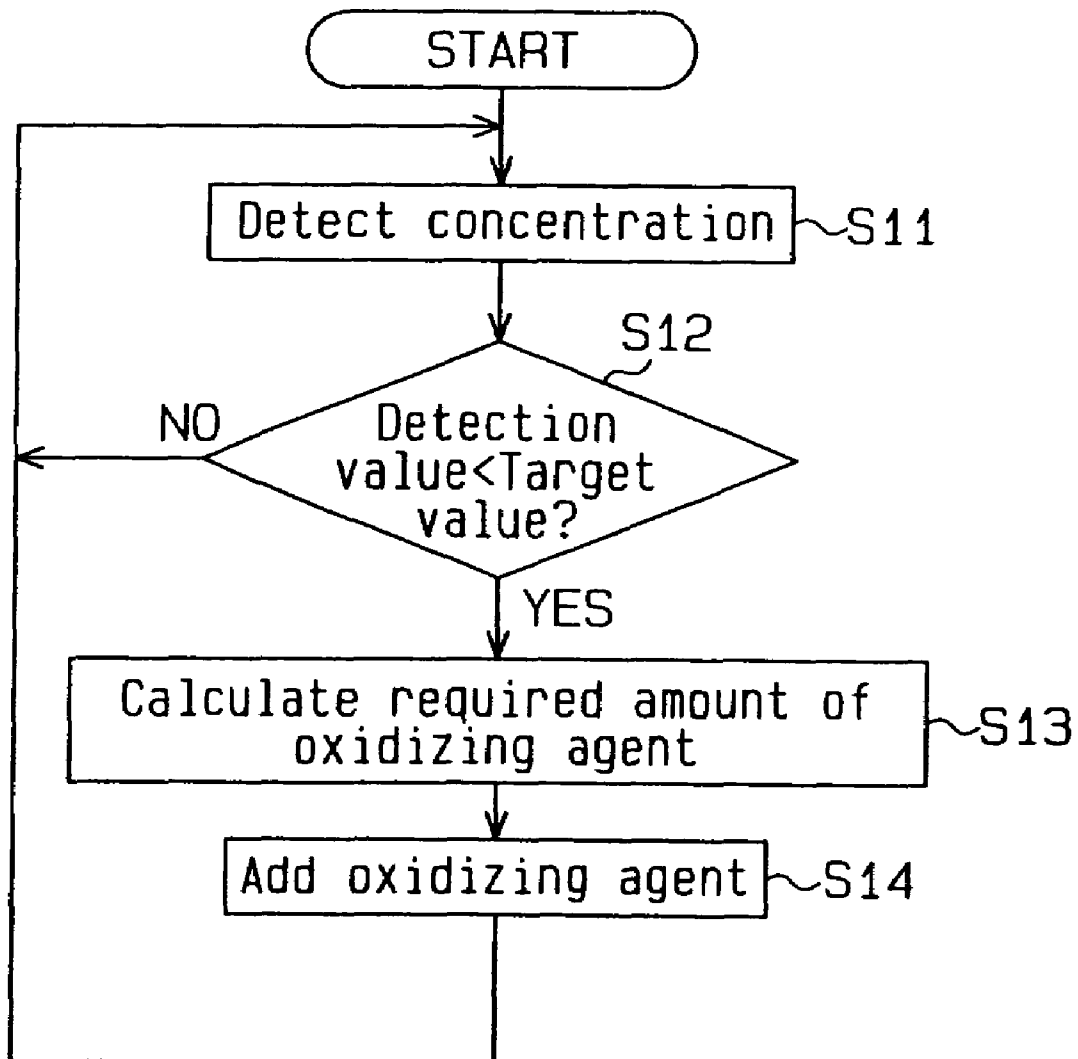 START
Detect concentration
S11
S12
NO
Detection
value<Target
value?
YES
Calculate required amount of
oxidizing agent
S13
Add oxidizing agent
S14